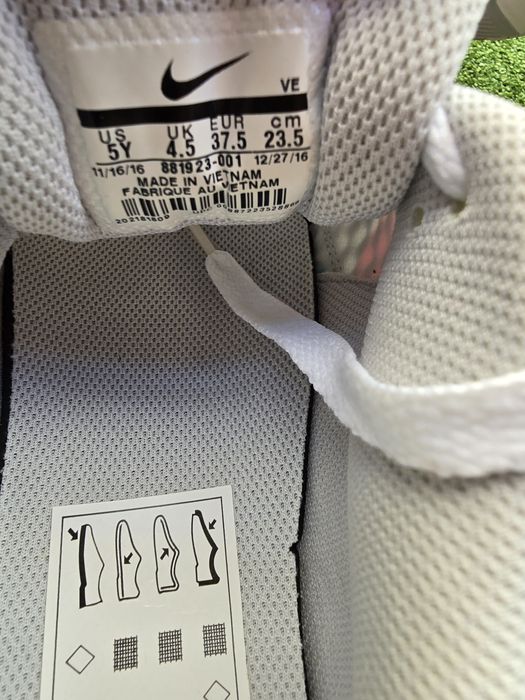 VE
US UK EUR cm
5Y 4.5 37.5 23.5
11/16/16 881923-001 12/27/16
MADE IN VIETNAM
FABRIQUE AU VIETNAM